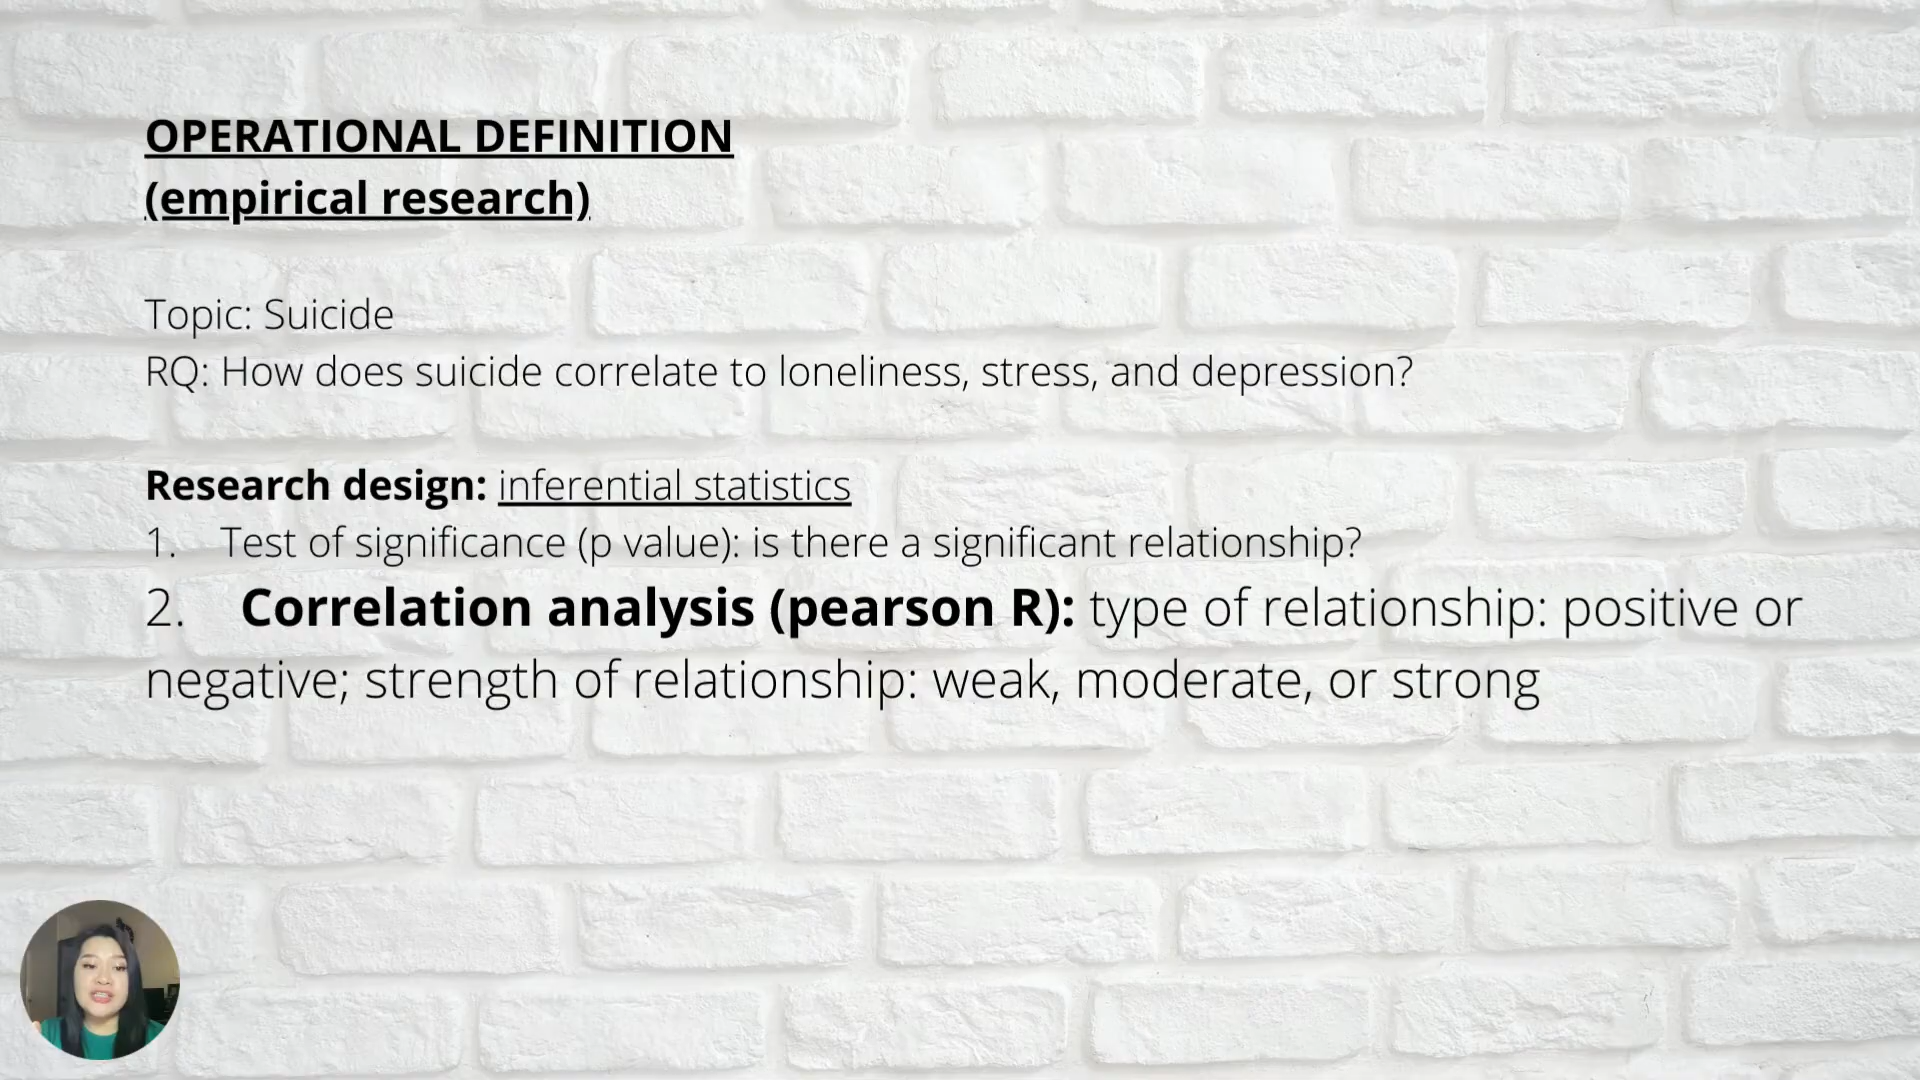 OPERATIONAL DEFINITION
(empirical research)
Topic: Suicide
RQ: How does suicide correlate to loneliness, stress, and depression?
Research design: inferential statistics
1. Test of significance (p value): is there a significant relationship?
2. Correlation analysis (pearson R): type of relationship: positive or
negative; strength of relationship: weak, moderate, or strong